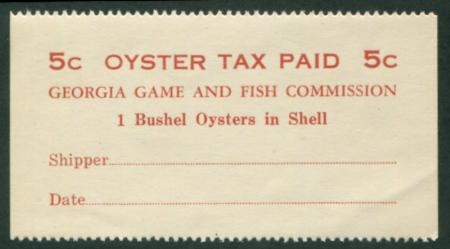 5c OYSTER TAX PAID 5c
GEORGIA GAME AND FISH COMMISSION
1 Bushel Oysters in Shell
Shipper
Date